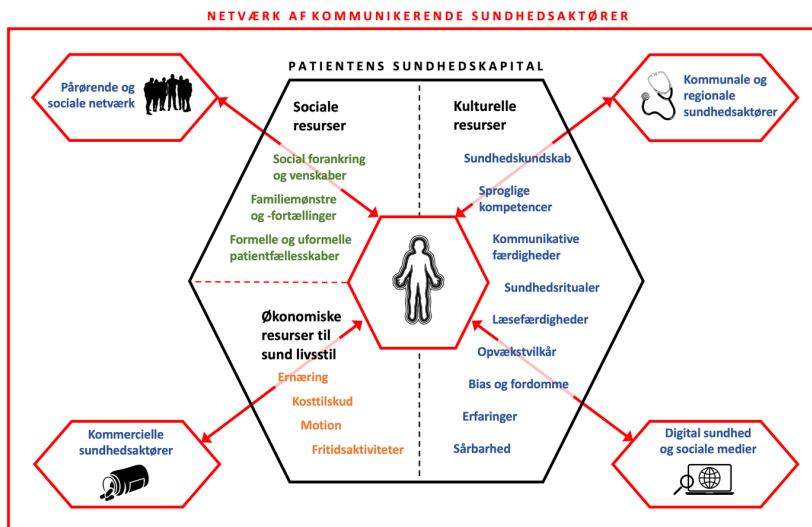 NETVÆRK AF KOMMUNIKERENDE SUNDHEDSAKTØRER
Pårørende og
sociale netværk
PATIENTENS SUNDHEDSKAPITAL
Kommunale og
regionale
sundhedsaktører
Sociale
resurser
Social forankring
og venskaber
Familiemønstre
og -fortællinger
Formelle og uformelle
patientfællesskaber
Kulturelle
resurser
Sundhedskundskab
Sproglige
kompetencer
Kommunikative
færdigheder
Sundhedsritualer
Læsefærdigheder
Opvækstvilkår
Bias og fordomme
Erfaringer
Sårbarhed
Økonomiske
resurser til
sund livsstil
Ernæring
Kosttilskud
Motion
Fritidsaktiviteter
Kommercielle
sundhedsaktører
Digital sundhed
og sociale medier